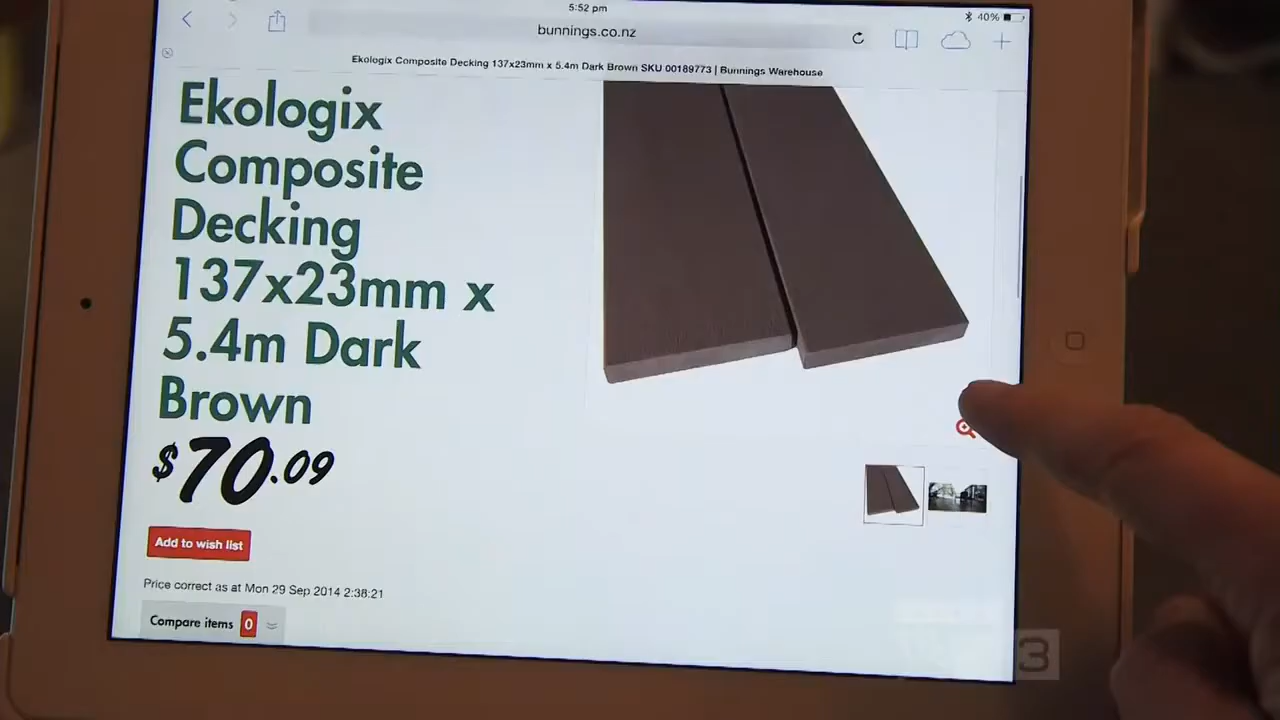 5:52 pm
40%
bunnings.co.nz
Ekologix Composite Decking 137x23mm x 5.4m Dark Brown SKU 00189773 | Bunnings Warehouse
Ekologix
Composite
Decking
137x23mm x
5.4m Dark
Brown
$70.09
Add to wish list
Price correct as at Mon 29 Sep 2014 2:38:21
Compare items 0
3